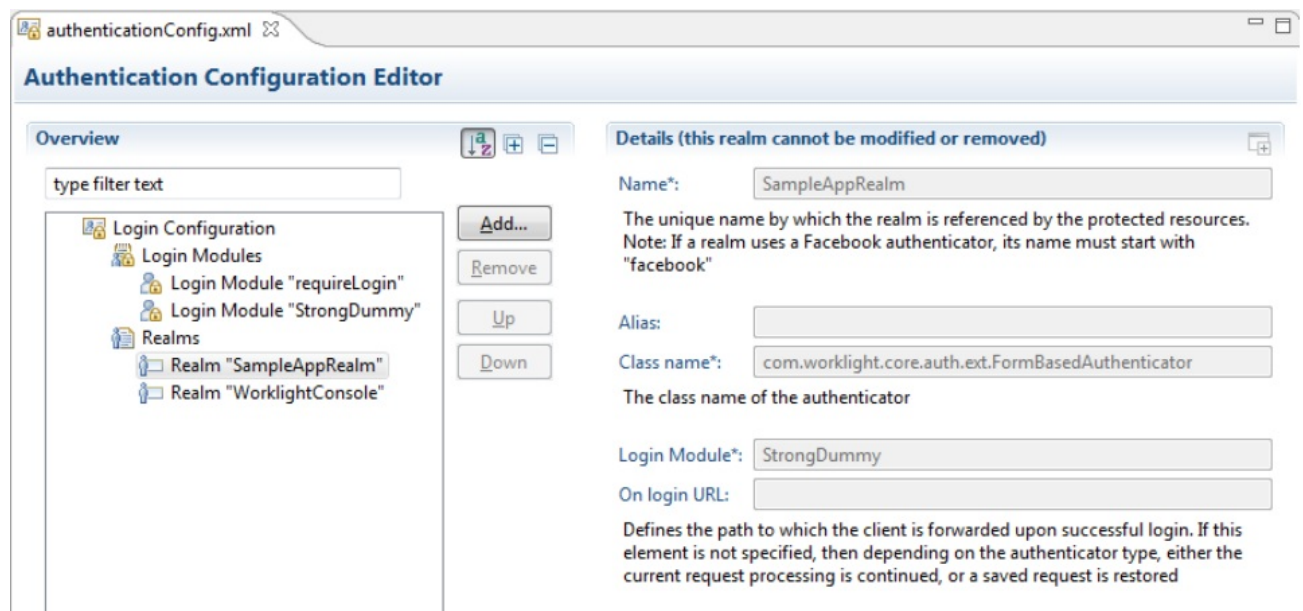 authenticationConfig.xml
Authentication Configuration Editor
Overview
type filter text
Login Configuration
Login Modules
Login Module "requireLogin"
Login Module "StrongDummy"
Realms
Realm "SampleAppRealm"
Realm "WorklightConsole"
Add...
Remove
Up
Down
Details (this realm cannot be modified or removed)
Name*: SampleAppRealm
The unique name by which the realm is referenced by the protected resources.
Note: If a realm uses a Facebook authenticator, its name must start with
"facebook"
Alias:
Class name*: com.worklight.core.auth.ext.FormBasedAuthenticator
The class name of the authenticator
Login Module*: StrongDummy
On login URL:
Defines the path to which the client is forwarded upon successful login. If this
element is not specified, then depending on the authenticator type, either the
current request processing is continued, or a saved request is restored